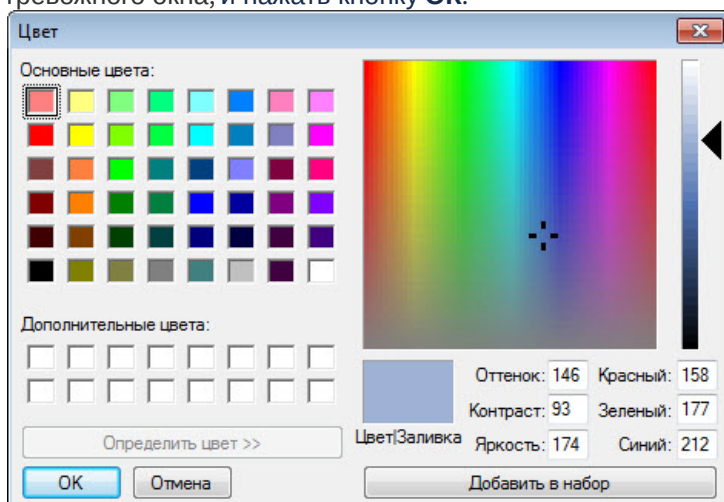 тревожного окна, и нажать кнопку ОК.
Цвет
Основные цвета:
Дополнительные цвета:
Определить цвет >>
OK
Отмена
Цвет|Заливка
Оттенок: 146
Контраст: 93
Яркость: 174
Красный: 158
Зеленый: 177
Синий: 212
Добавить в набор